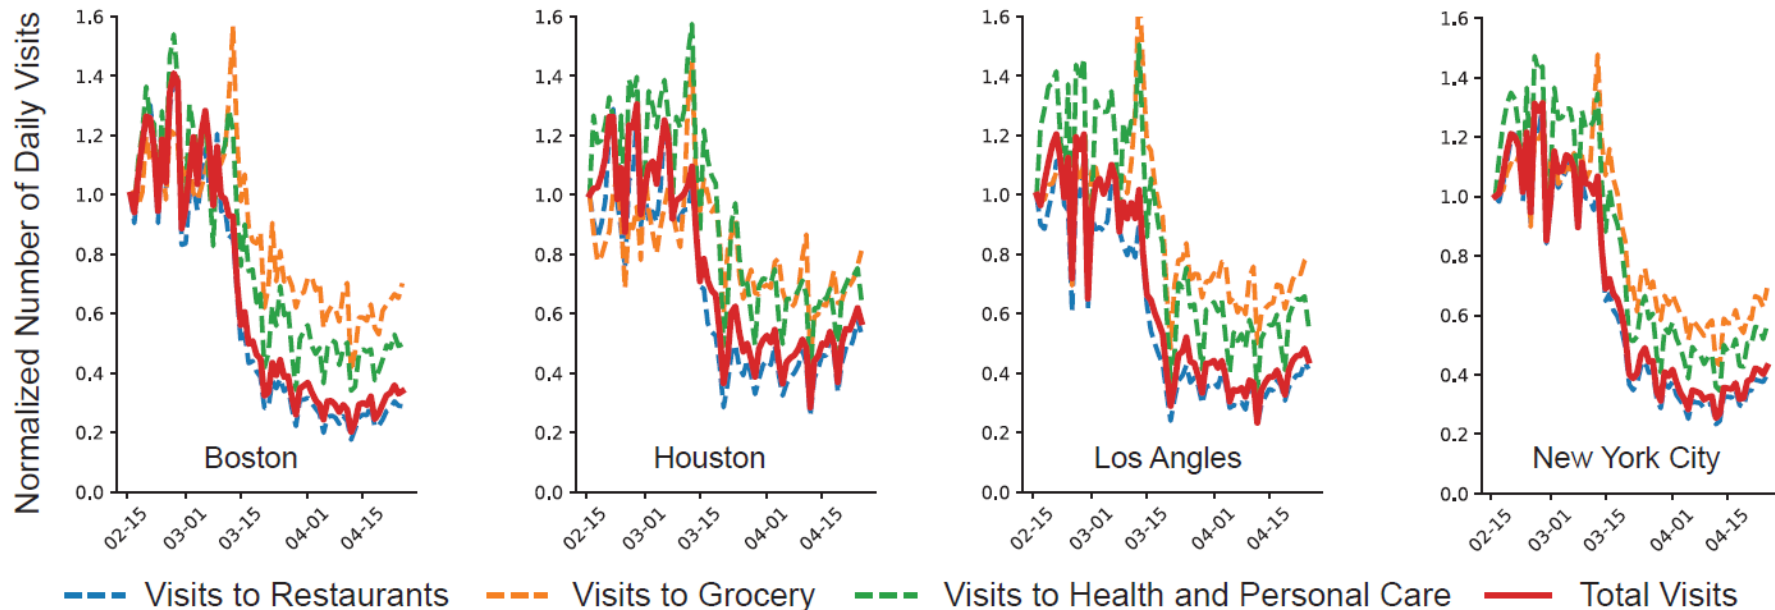 Normalized Number of Daily Visits
1.6 1.4 1.2 1.0 0.8 0.6 0.4 0.2 0.0
Boston
02-15 03-01 03-15 04-01 04-15
1.6 1.4 1.2 1.0 0.8 0.6 0.4 0.2 0.0
Houston
02-15 03-01 03-15 04-01 04-15
1.6 1.4 1.2 1.0 0.8 0.6 0.4 0.2 0.0
Los Angles
02-15 03-01 03-15 04-01 04-15
1.6 1.4 1.2 1.0 0.8 0.6 0.4 0.2 0.0
New York City
02-15 03-01 03-15 04-01 04-15
Visits to Restaurants Visits to Grocery Visits to Health and Personal Care Total Visits